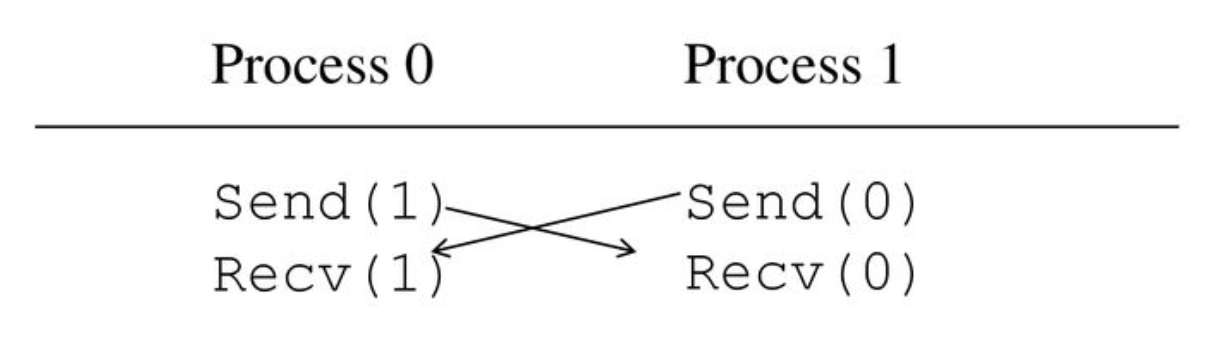 Process 0 Process 1
Send(1) Send(0)
Recv(1) Recv(0)